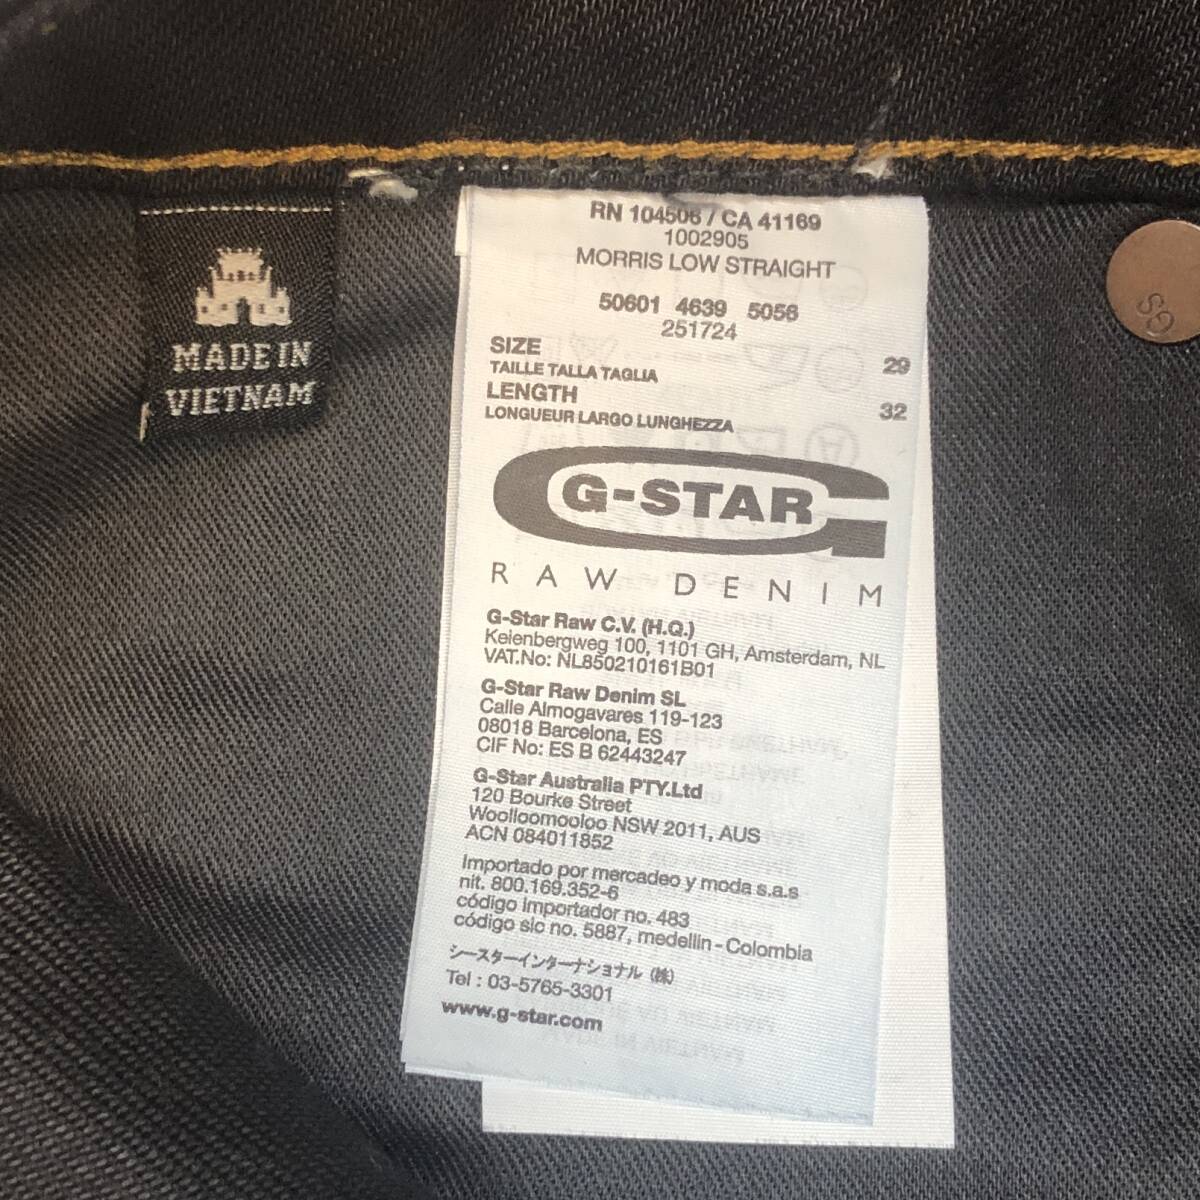 MADE IN
VIETNAM
RN 104506 / CA 41169
1002905
MORRIS LOW STRAIGHT
50601 4639 5056
251724
SIZE 29
TAILLE TALLA TAGLIA
LENGTH 32
LONGUEUR LARGO LUNGHEZZA
G-STAR
RAW DENIM
G-Star Raw C.V. (H.Q.)
Keienbergweg 100, 1101 GH, Amsterdam, NL
VAT.No: NL850210161B01
G-Star Raw Denim SL
Calle Almogavares 119-123
08018 Barcelona, ES
CIF No: ES B 62443247
G-Star Australia PTY.Ltd
120 Bourke Street
Woolloomooloo NSW 2011, AUS
ACN 084011852
Importado por mercadeo y moda s.a.s
nit. 800.169.352-6
código importador no. 483
código sic no. 5887, medellin - Colombia
シースターインターナショナル（株）
Tel : 03-5765-3301
www.g-star.com
GS